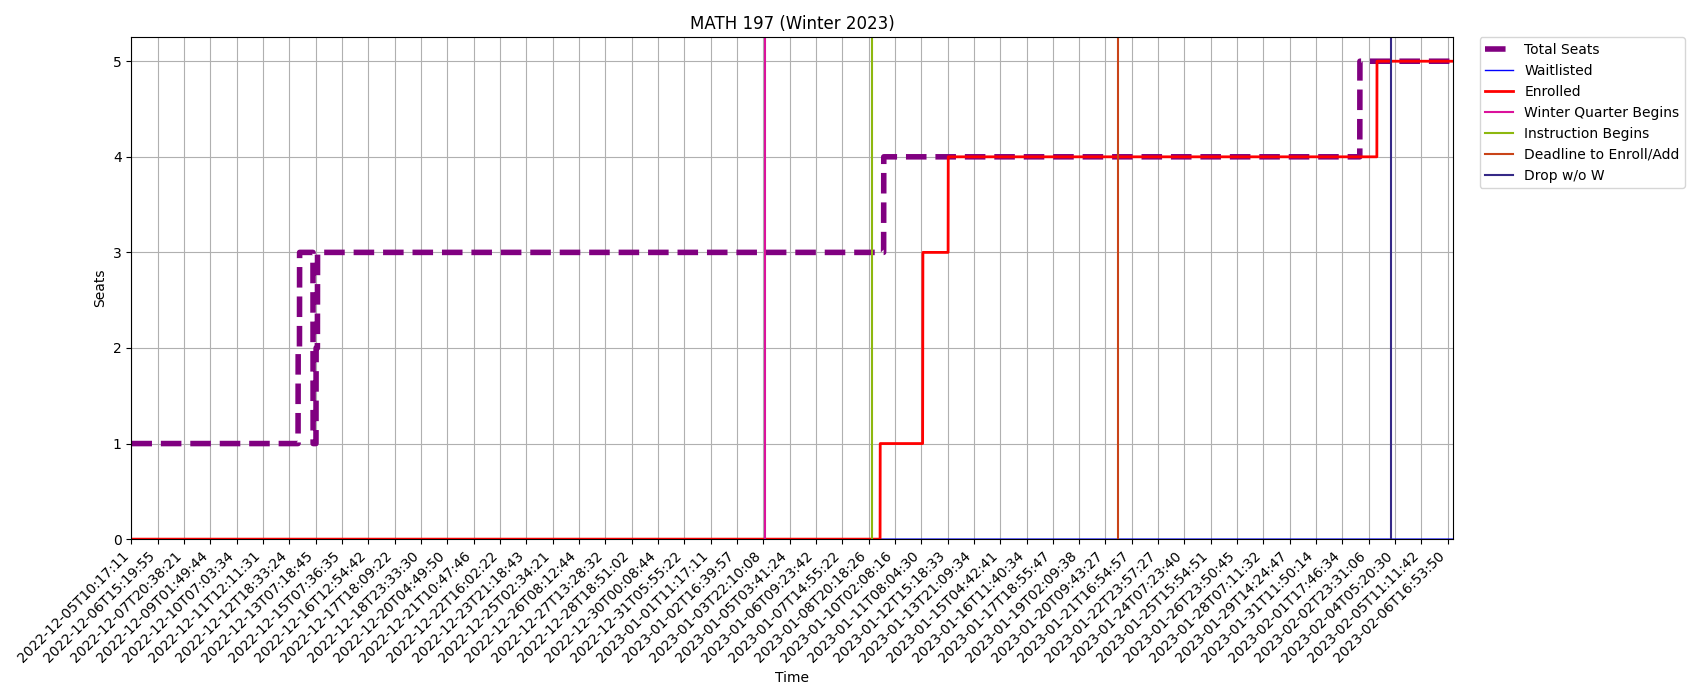 MATH 197 (Winter 2023)
Total Seats
Waitlisted
Enrolled
Winter Quarter Begins
Instruction Begins
Deadline to Enroll/Add
Drop w/o W
Seats
5
4
3
2
1
0
2022-12-05T10:17:11
2022-12-06T15:19:55
2022-12-07T20:38:21
2022-12-09T01:49:44
2022-12-10T07:03:34
2022-12-11T12:11:31
2022-12-12T18:33:24
2022-12-13T07:18:45
2022-12-15T07:36:35
2022-12-16T12:54:42
2022-12-17T18:09:22
2022-12-18T23:33:30
2022-12-20T04:49:50
2022-12-21T10:47:46
2022-12-22T16:02:22
2022-12-23T21:18:43
2022-12-25T02:34:21
2022-12-26T08:12:44
2022-12-27T13:28:32
2022-12-28T18:51:02
2022-12-30T00:08:44
2022-12-31T05:55:22
2023-01-01T11:17:11
2023-01-02T16:39:57
2023-01-03T22:10:08
2023-01-05T03:41:24
2023-01-06T09:23:42
2023-01-07T14:55:22
2023-01-08T20:18:26
2023-01-10T02:08:16
2023-01-11T08:04:30
2023-01-12T15:18:33
2023-01-13T21:09:34
2023-01-15T04:42:41
2023-01-16T11:40:34
2023-01-17T18:55:47
2023-01-19T02:09:38
2023-01-20T09:43:27
2023-01-21T16:54:57
2023-01-22T23:57:27
2023-01-24T07:23:40
2023-01-25T15:54:51
2023-01-26T23:50:45
2023-01-28T07:11:32
2023-01-29T14:24:47
2023-01-31T11:50:14
2023-02-01T17:46:34
2023-02-02T23:31:06
2023-02-04T05:20:30
2023-02-05T11:11:42
2023-02-06T16:53:50
Time